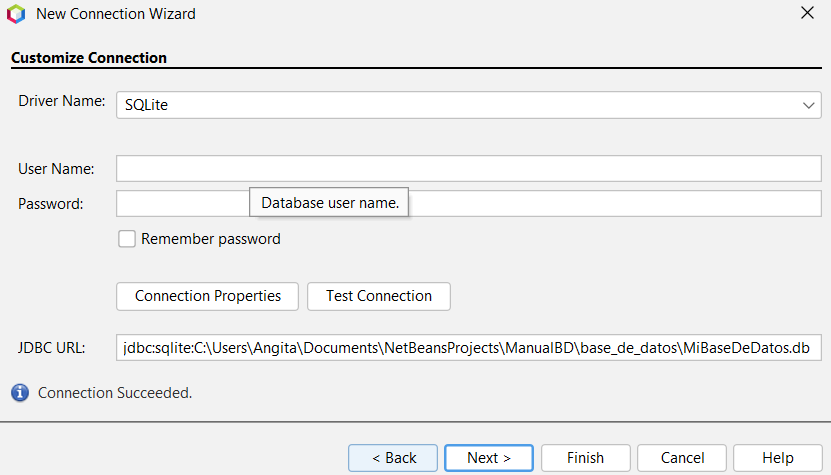 New Connection Wizard
Customize Connection
Driver Name: SQLite
User Name:
Password:
Database user name.
Remember password
Connection Properties Test Connection
JDBC URL: jdbc:sqlite:C:\Users\Angita\Documents\NetBeansProjects\ManualBD\base_de_datos\MiBaseDeDatos.db
Connection Succeeded.
< Back Next > Finish Cancel Help